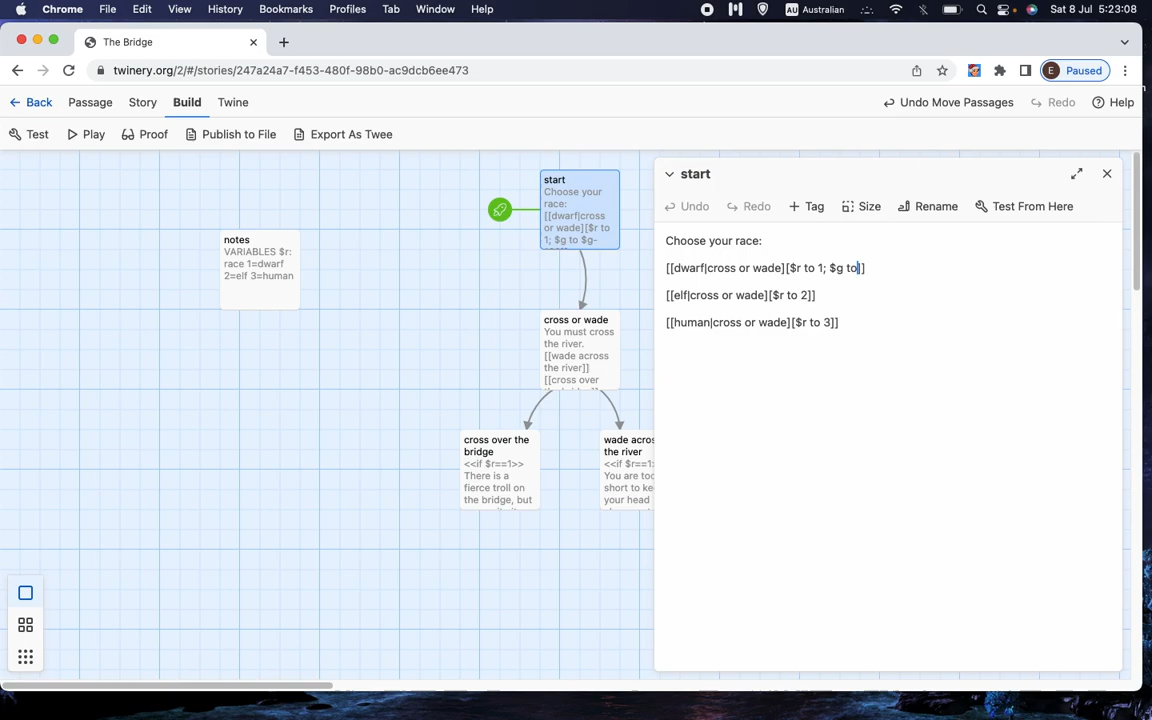 Chrome File Edit View History Bookmarks Profiles Tab Window Help AU Australian Sat 8 Jul 5:23:08
The Bridge
twinery.org/2/#/stories/247a24a7-f453-480f-98b0-ac9dcb6ee473 E Paused
Back Passage Story Build Twine Undo Move Passages Redo Help
Test Play Proof Publish to File Export As Twee
start
Choose your
race:
[[dwarf|cross
or wade][$r to
1; $g to $g-
notes
VARIABLES $r:
race 1=dwarf
2=elf 3=human
cross or wade
You must cross
the river.
[[wade across
the river]]
[[cross over
cross over the
bridge
<<if $r==1>>
There is a
fierce troll on
the bridge, but
wade acros
the river
<<if $r==1:
You are too
short to ke
your head
start
Undo Redo Tag Size Rename Test From Here
Choose your race:
[[dwarf|cross or wade][$r to 1; $g to]]
[[elf|cross or wade][$r to 2]]
[[human|cross or wade][$r to 3]]